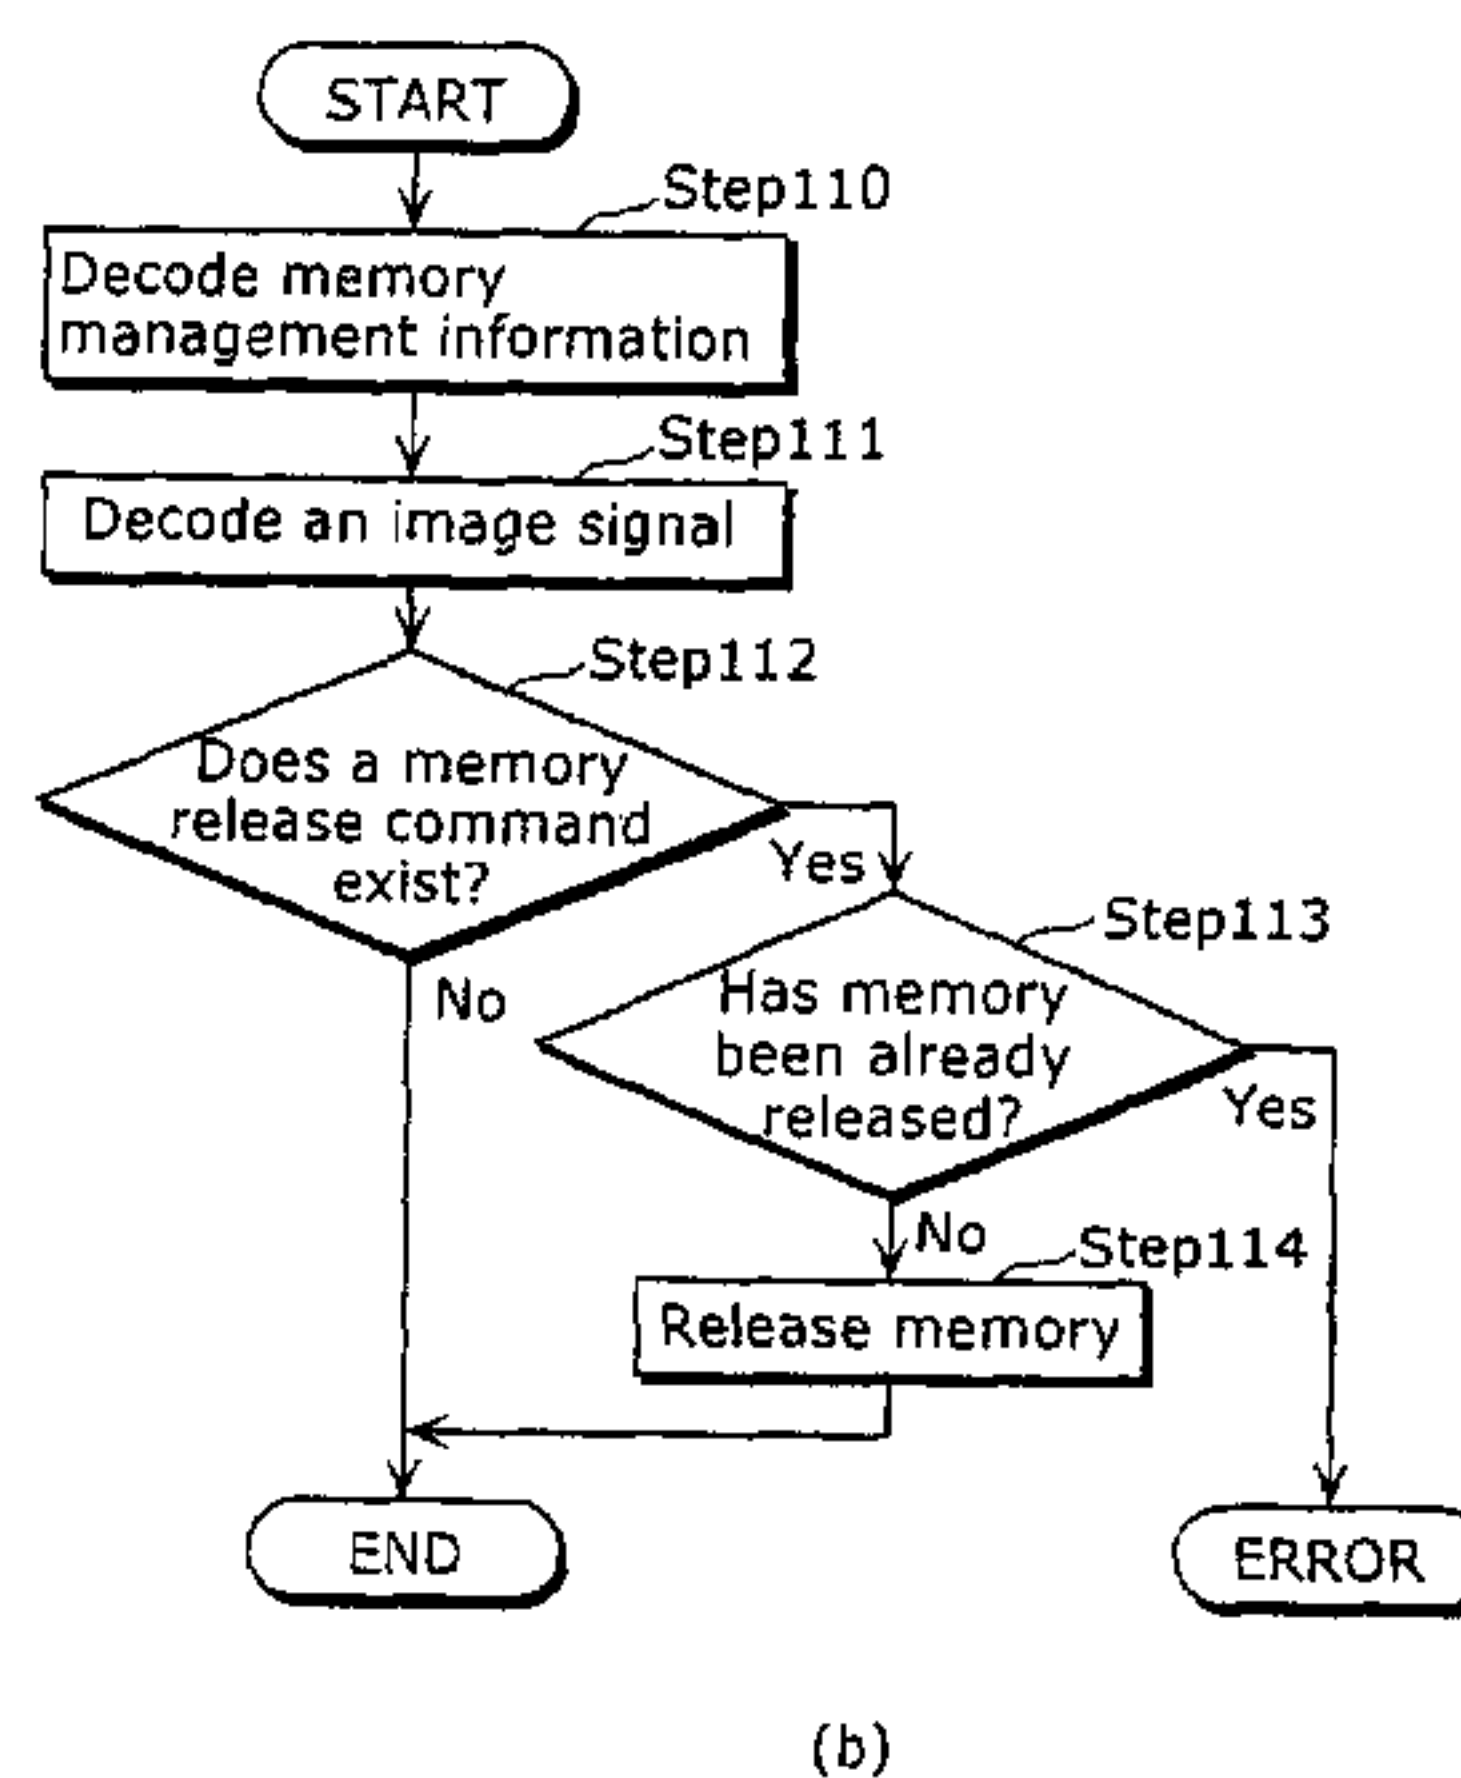 START
Step110
Decode memory
management information
Step111
Decode an image signal
Step112
Does a memory
release command
exist?
Yes
Step113
No
Has memory
been already
released?
Yes
No
Step114
Release memory
END
ERROR
(b)